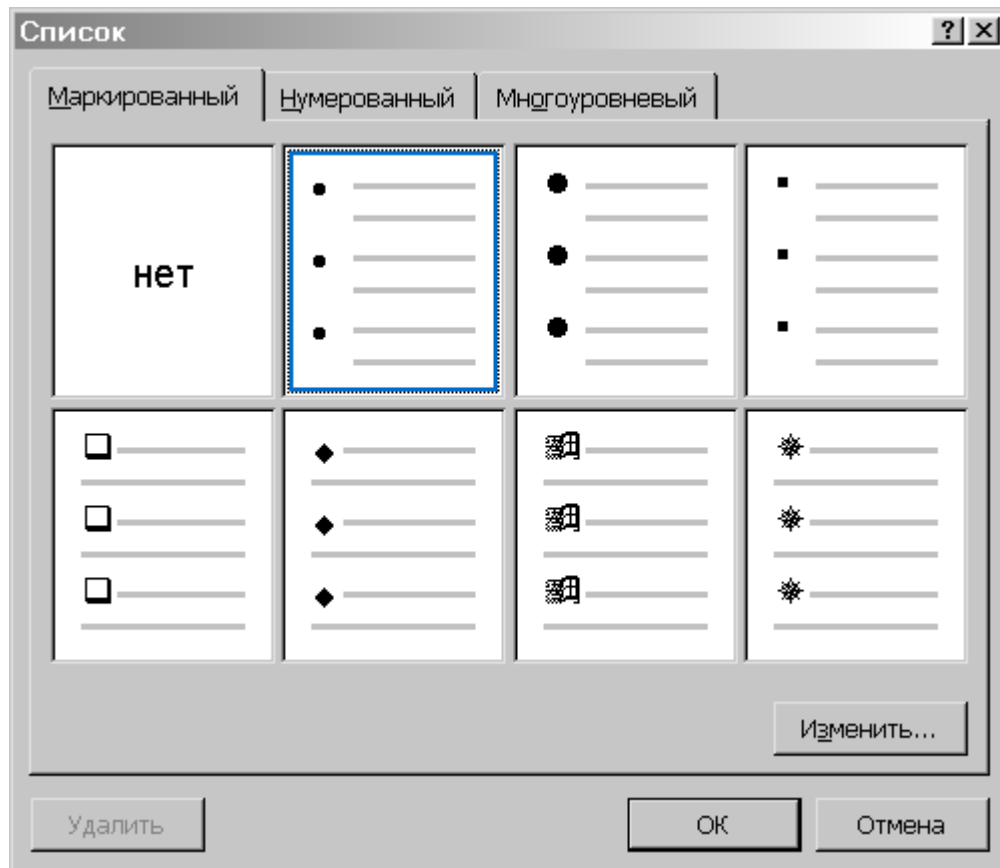 Список
Маркированный Нумерованный Многоуровневый
нет
Изменить...
Удалить ОК Отмена